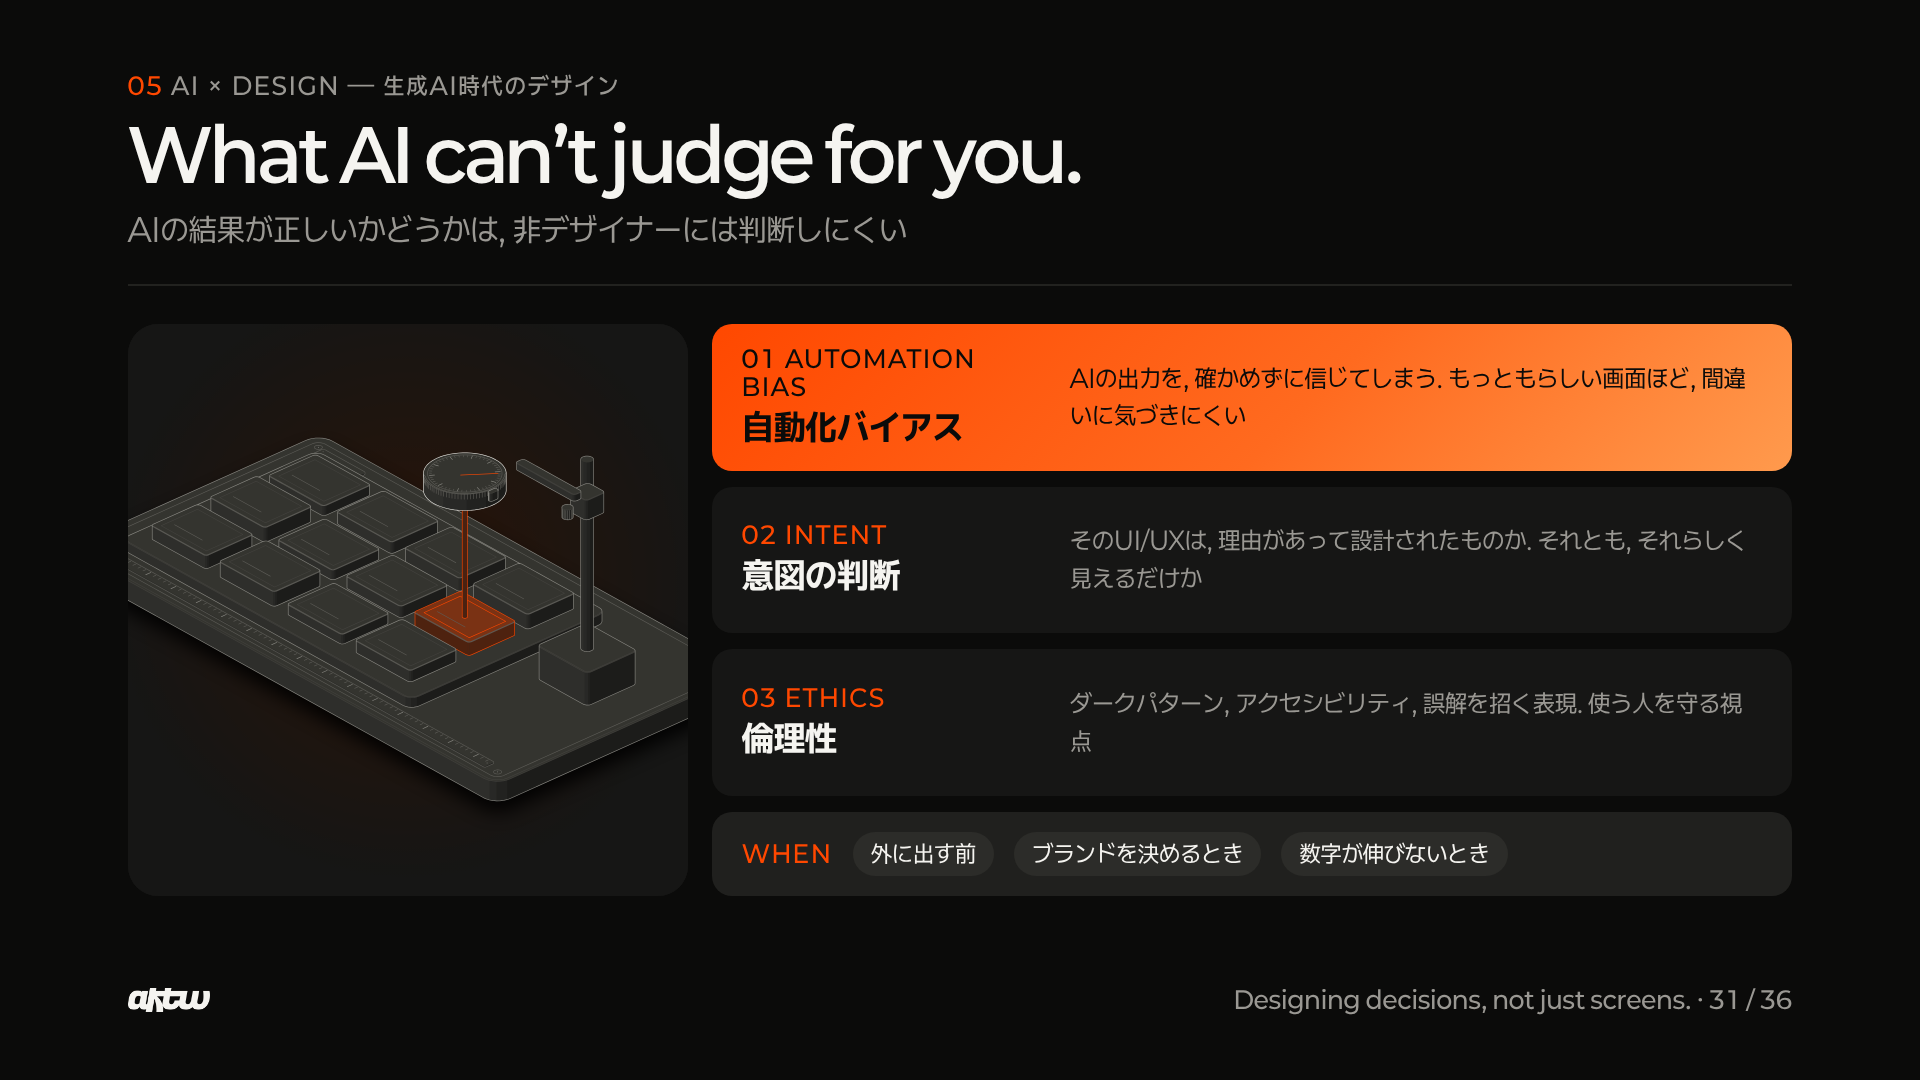 05 AI × DESIGN — 生成AI時代のデザイン
What AI can’t judge for you.
AIの結果が正しいかどうかは, 非デザイナーには判断しにくい
01 AUTOMATION
BIAS
自動化バイアス
AIの出力を, 確かめずに信じてしまう. もっともらしい画面ほど, 間違
いに気づきにくい
02 INTENT
意図の判断
そのUI/UXは, 理由があって設計されたものか. それとも, それらしく
見えるだけか
03 ETHICS
倫理性
ダークパターン, アクセシビリティ, 誤解を招く表現. 使う人を守る視
点
WHEN 外に出す前 ブランドを決めるとき 数字が伸びないとき
aktw
Designing decisions, not just screens. · 31 / 36